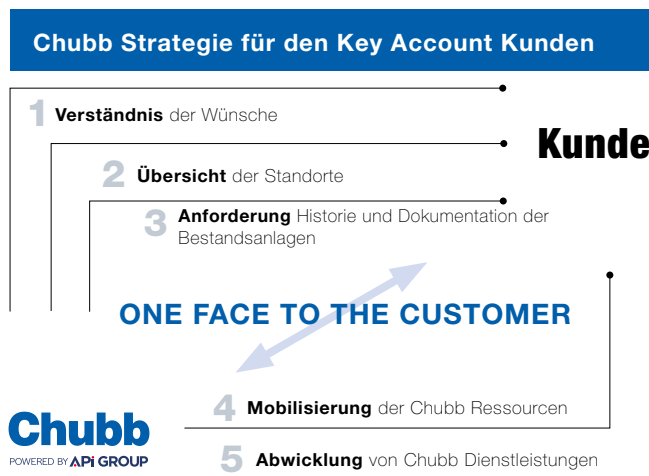 Chubb Strategie für den Key Account Kunden
1 Verständnis der Wünsche
Kunde
2 Übersicht der Standorte
3 Anforderung Historie und Dokumentation der
Bestandsanlagen
ONE FACE TO THE CUSTOMER
4 Mobilisierung der Chubb Ressourcen
Chubb
POWERED BY APi GROUP
5 Abwicklung von Chubb Dienstleistungen